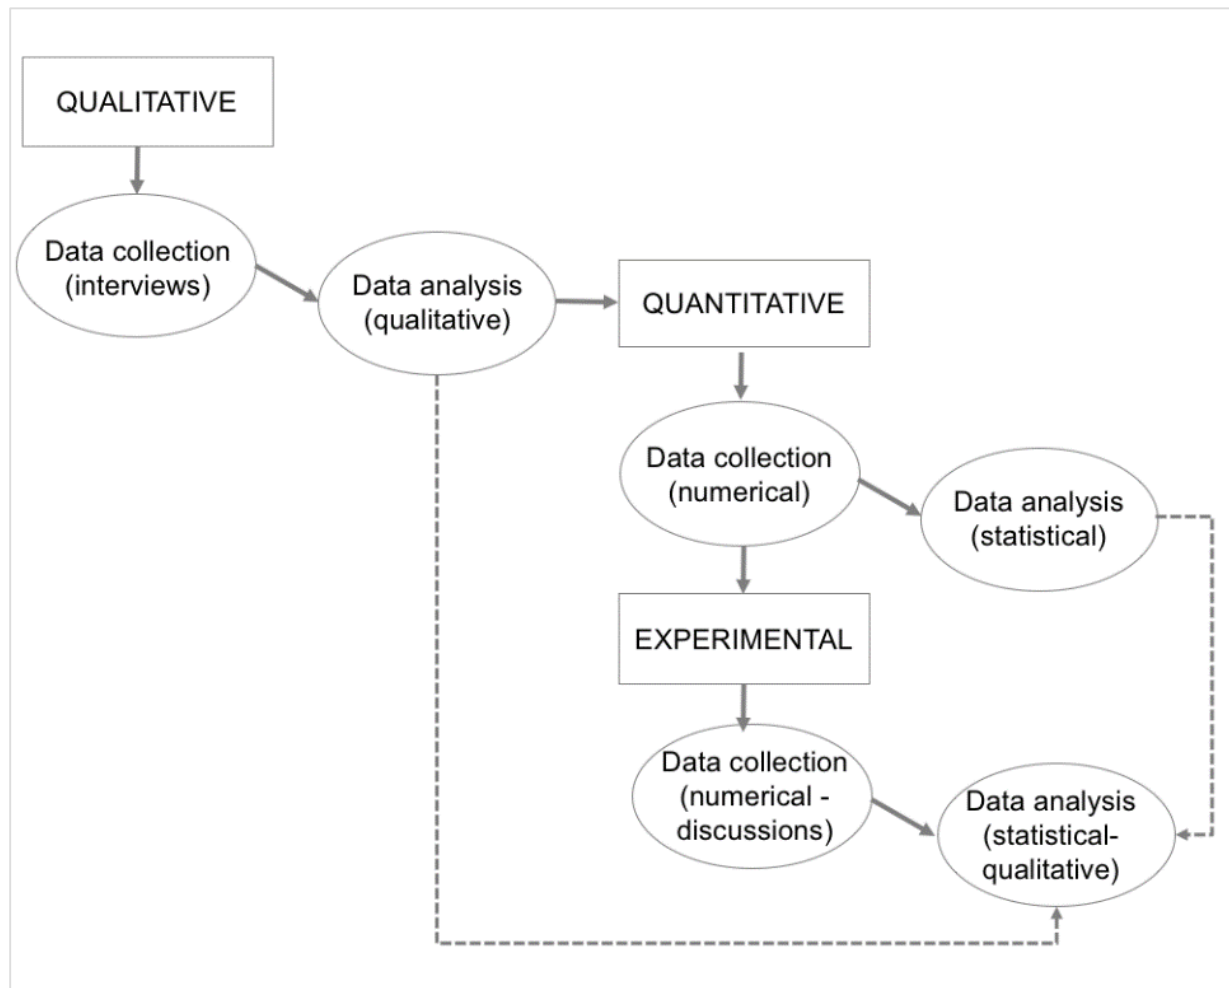 QUALITATIVE
Data collection
(interviews)
Data analysis
(qualitative)
QUANTITATIVE
Data collection
(numerical)
Data analysis
(statistical)
EXPERIMENTAL
Data collection
(numerical -
discussions)
Data analysis
(statistical-
qualitative)